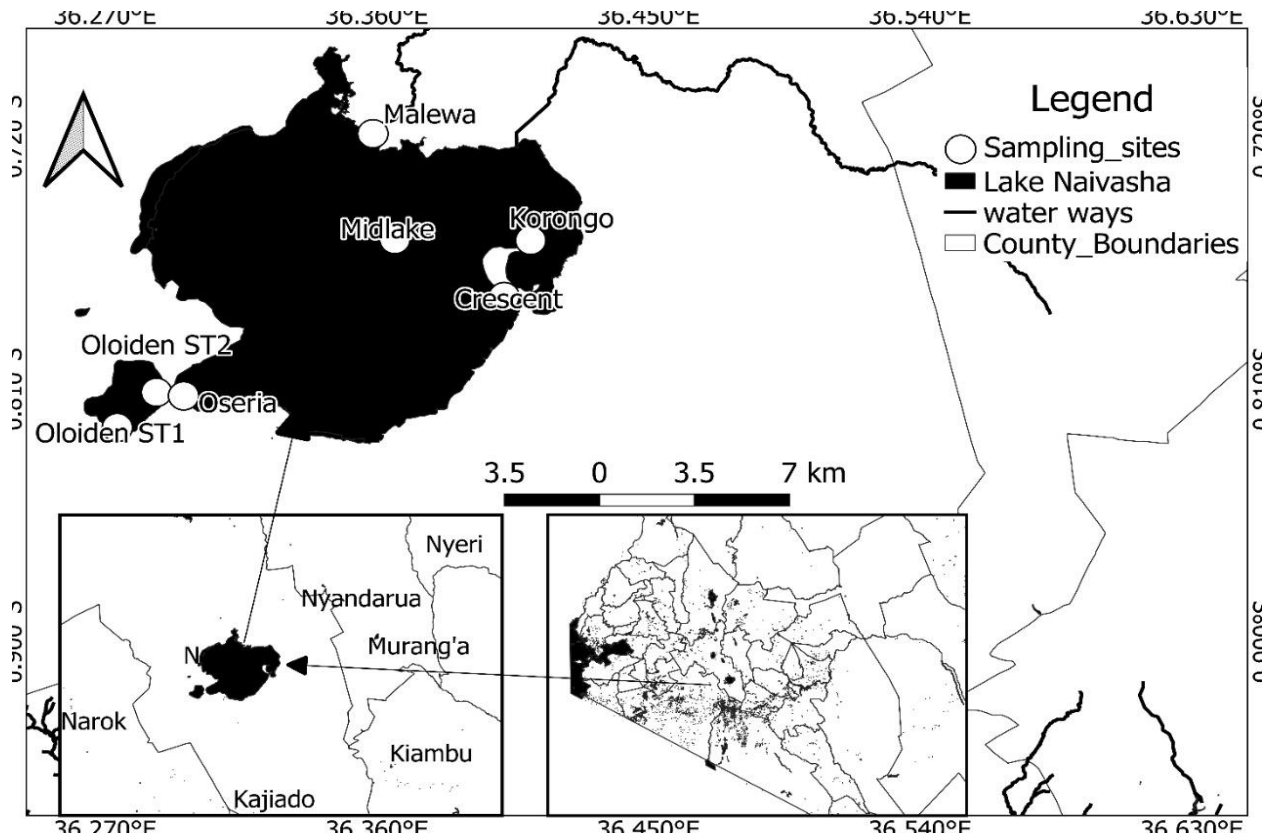 36.270°E 36.360°E 36.450°E 36.540°E 36.630°E
Legend
Sampling_sites
Lake Naivasha
water ways
County_Boundaries
Malewa
Midlake
Korongo
Crescent
Oloiden ST2
Oseria
Oloiden ST1
3.5 0 3.5 7 km
Nyeri
Nyandarua
Murang'a
Narok
Kiambu
Kajiado
36.270°E 36.360°E 36.450°E 36.540°E 36.630°E